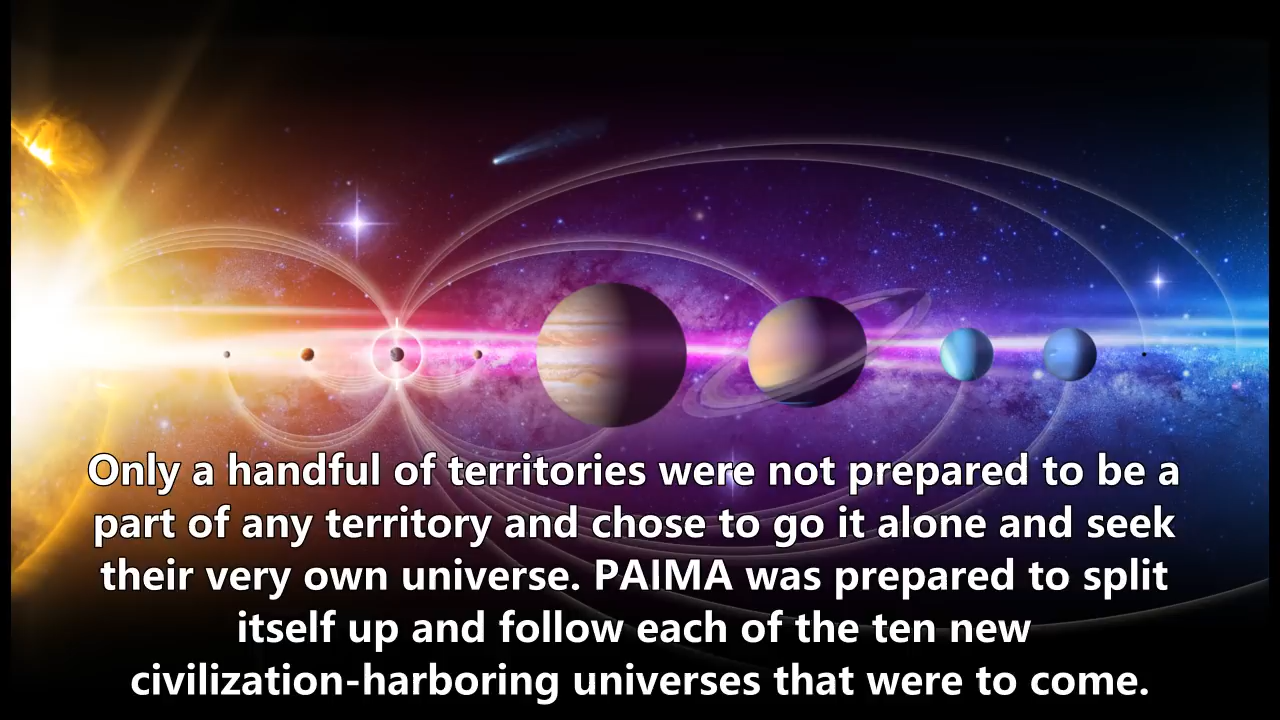 Only a handful of territories were not prepared to be a
part of any territory and chose to go it alone and seek
their very own universe. PAIMA was prepared to split
itself up and follow each of the ten new
civilization-harboring universes that were to come.